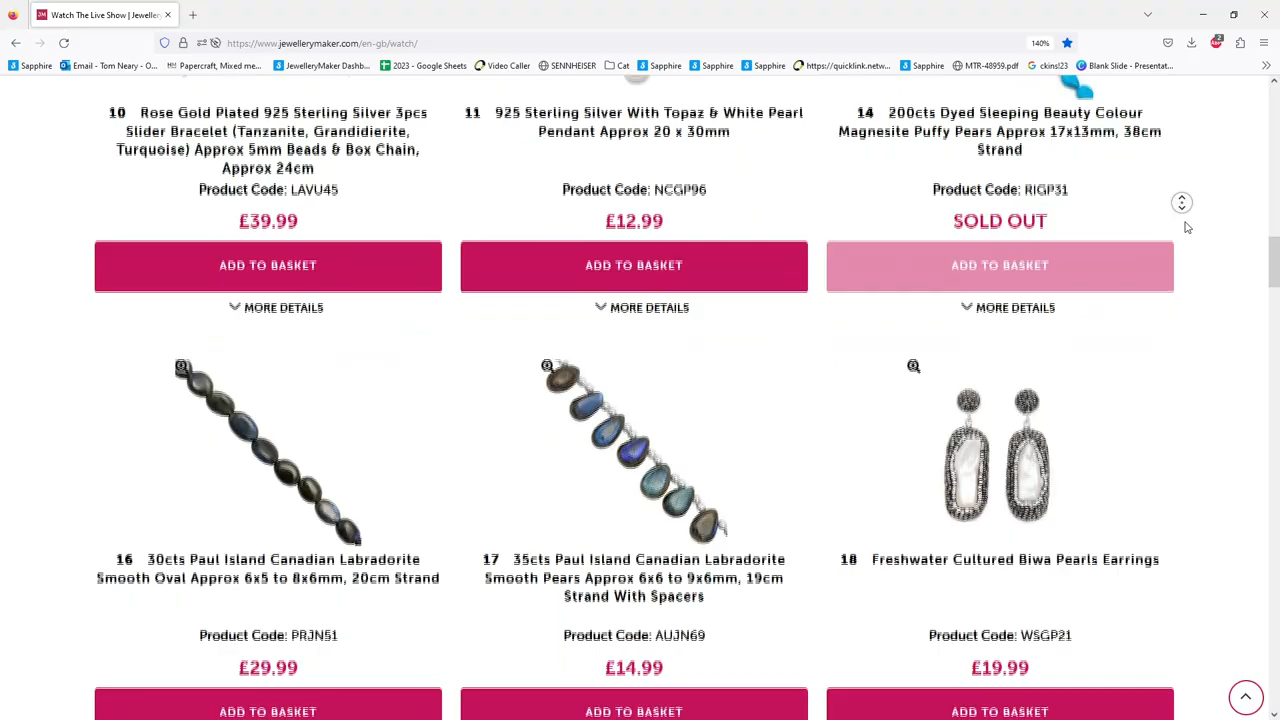 Watch The Live Show | Jeweller
https://www.jewellerymaker.com/en-gb/watch/
140%
2
Sapphire
Email - Tom Neary - O...
Papercraft, Mixed me...
JewelleryMaker Dashb...
2023 - Google Sheets
Video Caller
SENNHEISER
Cat
Sapphire
Sapphire
Sapphire
https://quicklink.netw...
Sapphire
MTR-48959.pdf
ckins!23
Blank Slide - Presentat...
10 Rose Gold Plated 925 Sterling Silver 3pcs
Slider Bracelet (Tanzanite, Grandidierite,
Turquoise) Approx 5mm Beads & Box Chain,
Approx 24cm
Product Code: LAVU45
£39.99
ADD TO BASKET
MORE DETAILS
11 925 Sterling Silver With Topaz & White Pearl
Pendant Approx 20 x 30mm
Product Code: NCGP96
£12.99
ADD TO BASKET
MORE DETAILS
14 200cts Dyed Sleeping Beauty Colour
Magnesite Puffy Pears Approx 17x13mm, 38cm
Strand
Product Code: RIGP31
SOLD OUT
ADD TO BASKET
MORE DETAILS
16 30cts Paul Island Canadian Labradorite
Smooth Oval Approx 6x5 to 8x6mm, 20cm Strand
Product Code: PRJN51
£29.99
ADD TO BASKET
17 35cts Paul Island Canadian Labradorite
Smooth Pears Approx 6x6 to 9x6mm, 19cm
Strand With Spacers
Product Code: AUJN69
£14.99
ADD TO BASKET
18 Freshwater Cultured Biwa Pearls Earrings
Product Code: WSGP21
£19.99
ADD TO BASKET